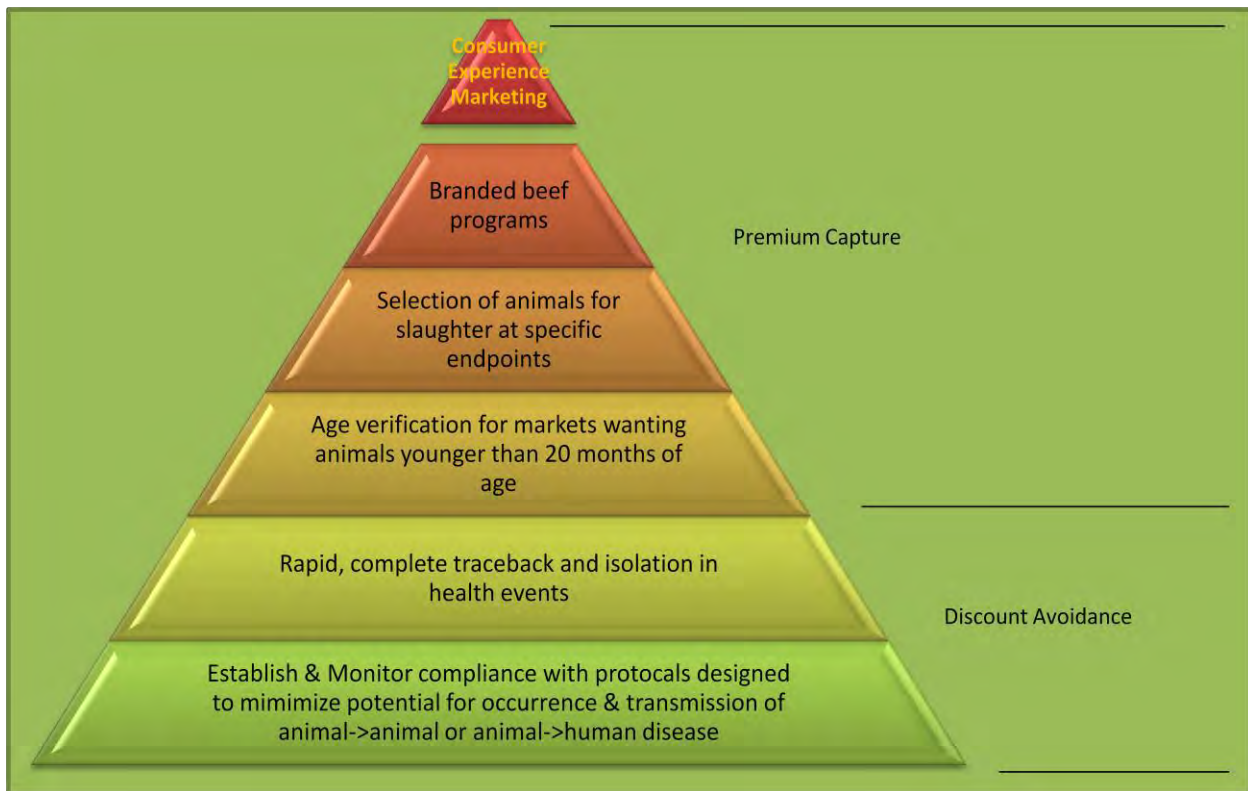 Consumer
Experience
Marketing
Branded beef
programs
Premium Capture
Selection of animals for
slaughter at specific
endpoints
Age verification for markets wanting
animals younger than 20 months of
age
Rapid, complete traceback and isolation in
health events
Discount Avoidance
Establish & Monitor compliance with protocals designed
to mimimize potential for occurrence & transmission of
animal->animal or animal->human disease